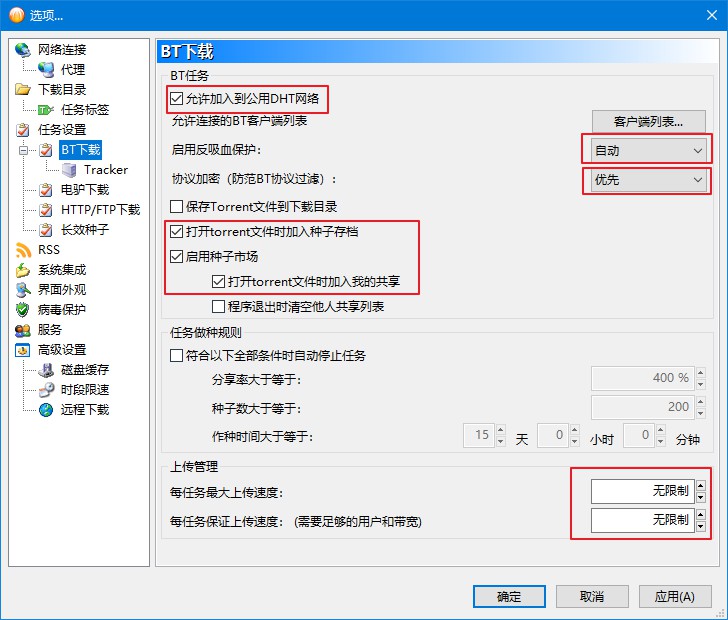 选项...
网络连接
代理
下载目录
任务标签
任务设置
BT下载
Tracker
电驴下载
HTTP/FTP下载
长效种子
RSS
系统集成
界面外观
病毒保护
服务
高级设置
磁盘缓存
时段限速
远程下载
BT下载
BT任务
允许加入到公用DHT网络
允许连接的BT客户端列表
客户端列表...
启用反吸血保护:
自动
协议加密（防范BT协议过滤）:
优先
保存Torrent文件到下载目录
打开torrent文件时加入种子存档
启用种子市场
打开torrent文件时加入我的共享
程序退出时清空他人共享列表
任务做种规则
符合以下全部条件时自动停止任务
分享率大于等于:
400 %
种子数大于等于:
200
作种时间大于等于:
15 天 0 小时 0 分钟
上传管理
每任务最大上传速度:
无限制
每任务保证上传速度: (需要足够的用户和带宽)
无限制
确定
取消
应用(A)